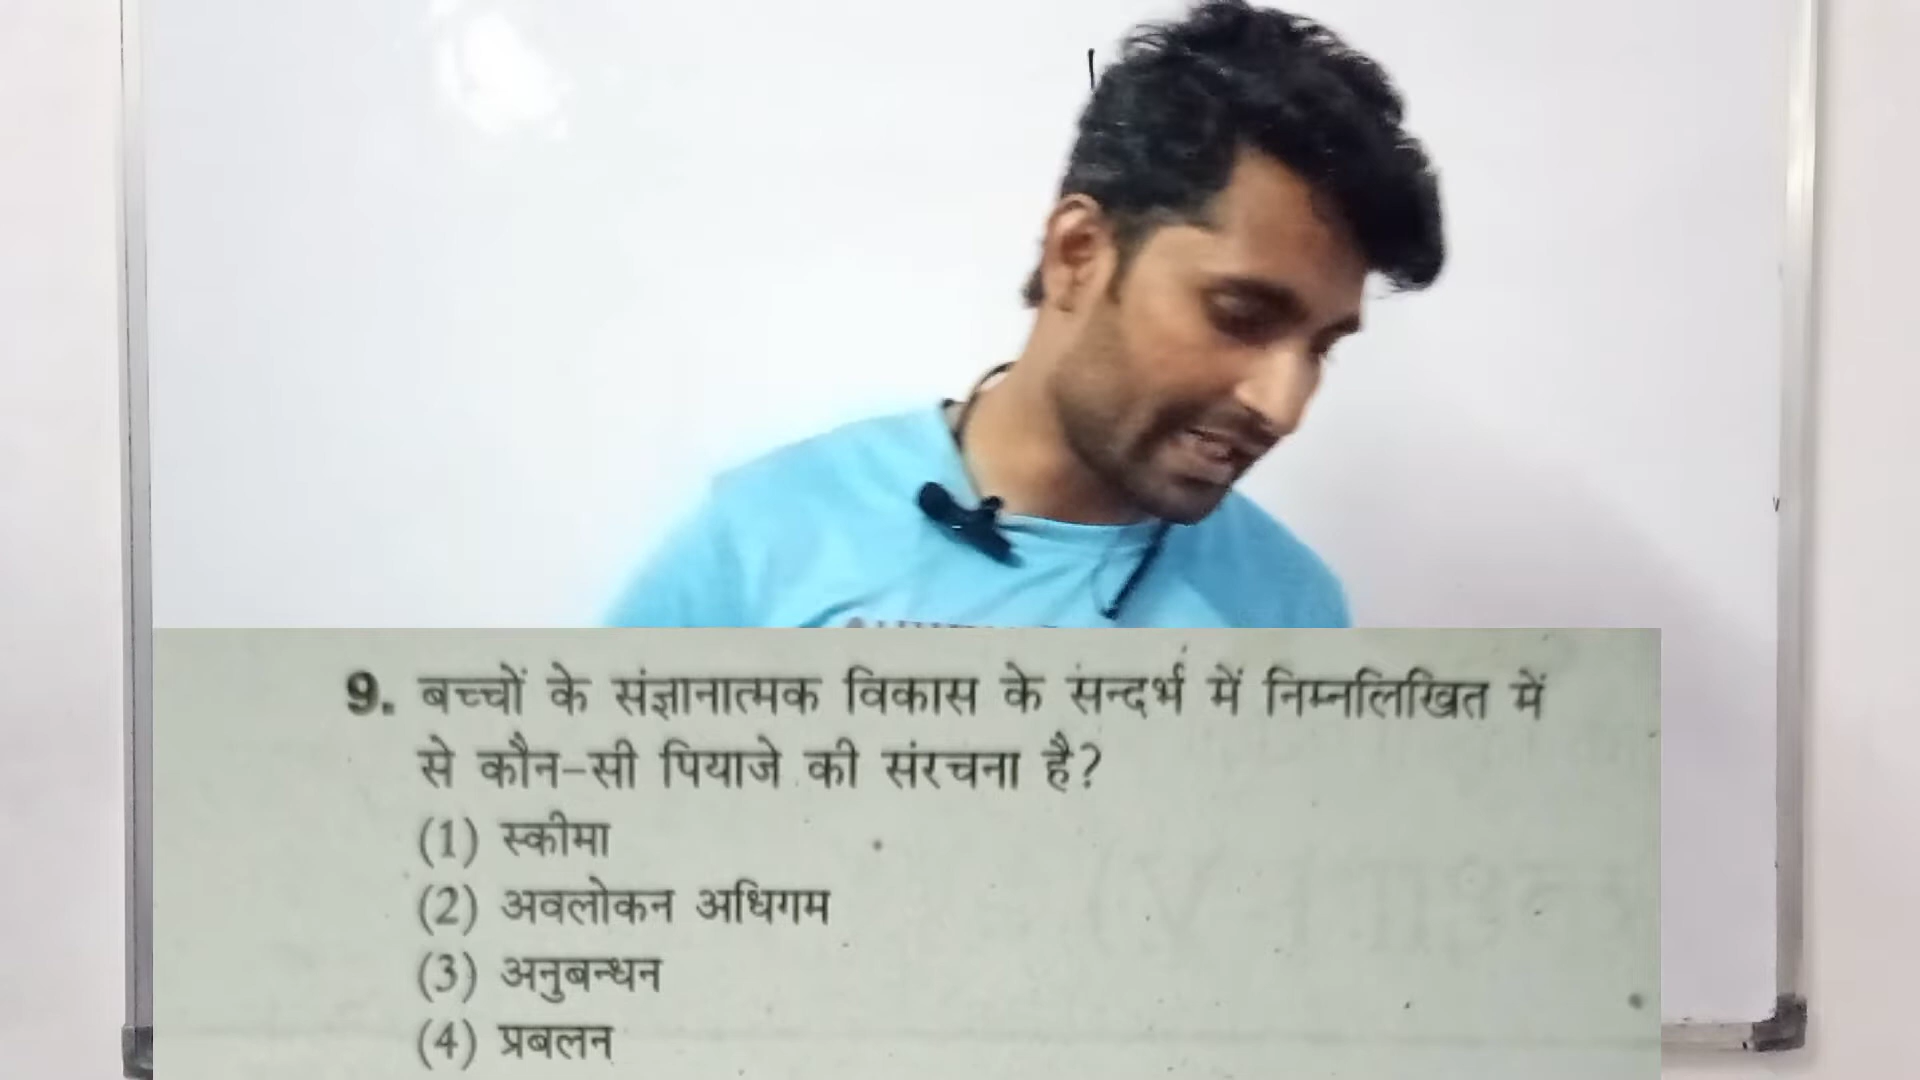 9. बच्चों के संज्ञानात्मक विकास के सन्दर्भ में निम्नलिखित में
से कौन-सी पियाजे की संरचना है?
(1) स्कीमा
(2) अवलोकन अधिगम
(3) अनुबन्धन
(4) प्रबलन